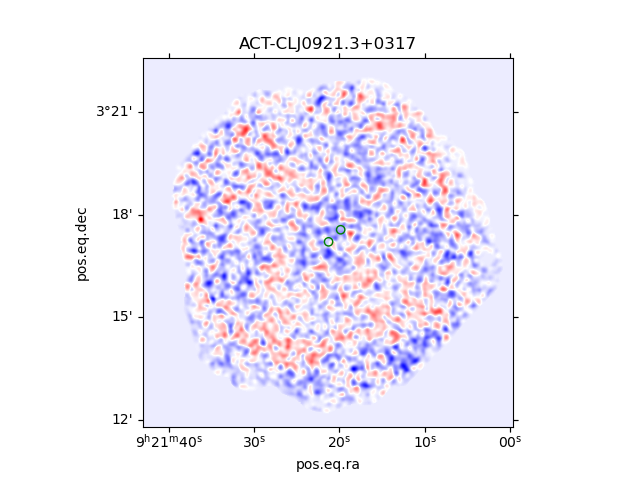 ACT-CLJ0921.3+0317
3°21'
18'
15'
12'
pos.eq.dec
9ʰ21ᵐ40ˢ 30ˢ 20ˢ 10ˢ 00ˢ
pos.eq.ra